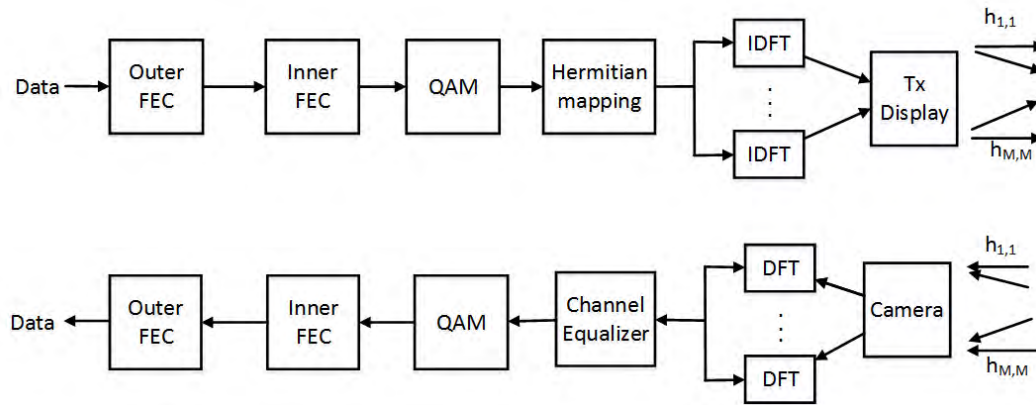 h1,1
Data
Outer
FEC
Inner
FEC
QAM
Hermitian
mapping
IDFT
⋮
IDFT
Tx
Display
hM,M
Data
Outer
FEC
Inner
FEC
QAM
Channel
Equalizer
DFT
⋮
DFT
Camera
h1,1
hM,M